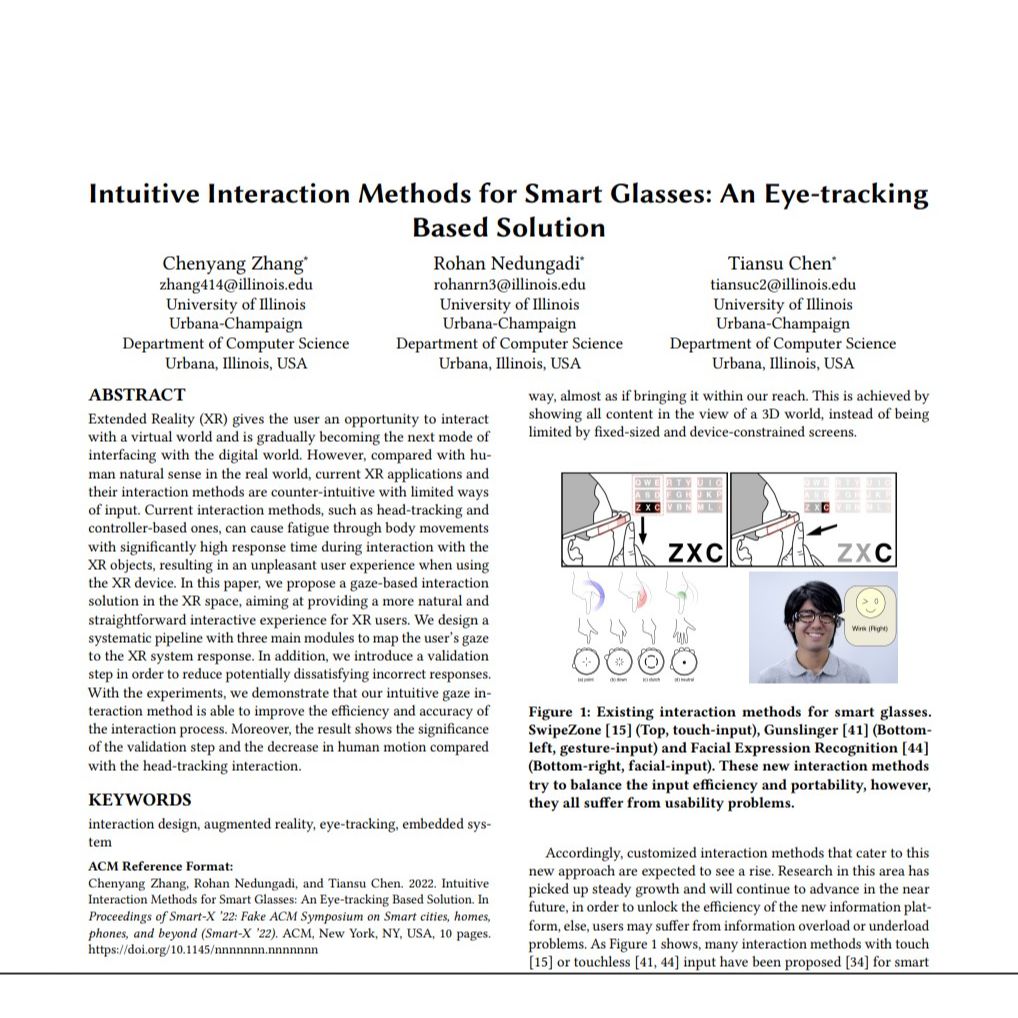 Intuitive Interaction Methods for Smart Glasses: An Eye-tracking
Based Solution
Chenyang Zhang*
zhang414@illinois.edu
University of Illinois
Urbana-Champaign
Department of Computer Science
Urbana, Illinois, USA
Rohan Nedungadi*
rohanrn3@illinois.edu
University of Illinois
Urbana-Champaign
Department of Computer Science
Urbana, Illinois, USA
Tiansu Chen*
tiansuc2@illinois.edu
University of Illinois
Urbana-Champaign
Department of Computer Science
Urbana, Illinois, USA
ABSTRACT
Extended Reality (XR) gives the user an opportunity to interact
with a virtual world and is gradually becoming the next mode of
interfacing with the digital world. However, compared with hu-
man natural sense in the real world, current XR applications and
their interaction methods are counter-intuitive with limited ways
of input. Current interaction methods, such as head-tracking and
controller-based ones, can cause fatigue through body movements
with significantly high response time during interaction with the
XR objects, resulting in an unpleasant user experience when using
the XR device. In this paper, we propose a gaze-based interaction
solution in the XR space, aiming at providing a more natural and
straightforward interactive experience for XR users. We design a
systematic pipeline with three main modules to map the user's gaze
to the XR system response. In addition, we introduce a validation
step in order to reduce potentially dissatisfying incorrect responses.
With the experiments, we demonstrate that our intuitive gaze in-
teraction method is able to improve the efficiency and accuracy of
the interaction process. Moreover, the result shows the significance
of the validation step and the decrease in human motion compared
with the head-tracking interaction.
KEYWORDS
interaction design, augmented reality, eye-tracking, embedded sys-
tem
ACM Reference Format:
Chenyang Zhang, Rohan Nedungadi, and Tiansu Chen. 2022. Intuitive
Interaction Methods for Smart Glasses: An Eye-tracking Based Solution. In
Proceedings of Smart-X '22: Fake ACM Symposium on Smart cities, homes,
phones, and beyond (Smart-X '22). ACM, New York, NY, USA, 10 pages.
https://doi.org/10.1145/nnnnnnn.nnnnnnn
way, almost as if bringing it within our reach. This is achieved by
showing all content in the view of a 3D world, instead of being
limited by fixed-sized and device-constrained screens.
Q W E R T Y U I O
Z X C V B N M L
ZXC
Z X C V B N M L
ZXC
Wink (Right)
Figure 1: Existing interaction methods for smart glasses.
SwipeZone [15] (Top, touch-input), Gunslinger [41] (Bottom-
left, gesture-input) and Facial Expression Recognition [44]
(Bottom-right, facial-input). These new interaction methods
try to balance the input efficiency and portability, however,
they all suffer from usability problems.
Accordingly, customized interaction methods that cater to this
new approach are expected to see a rise. Research in this area has
picked up steady growth and will continue to advance in the near
future, in order to unlock the efficiency of the new information plat-
form, else, users may suffer from information overload or underload
problems. As Figure 1 shows, many interaction methods with touch
[15] or touchless [41, 44] input have been proposed [34] for smart